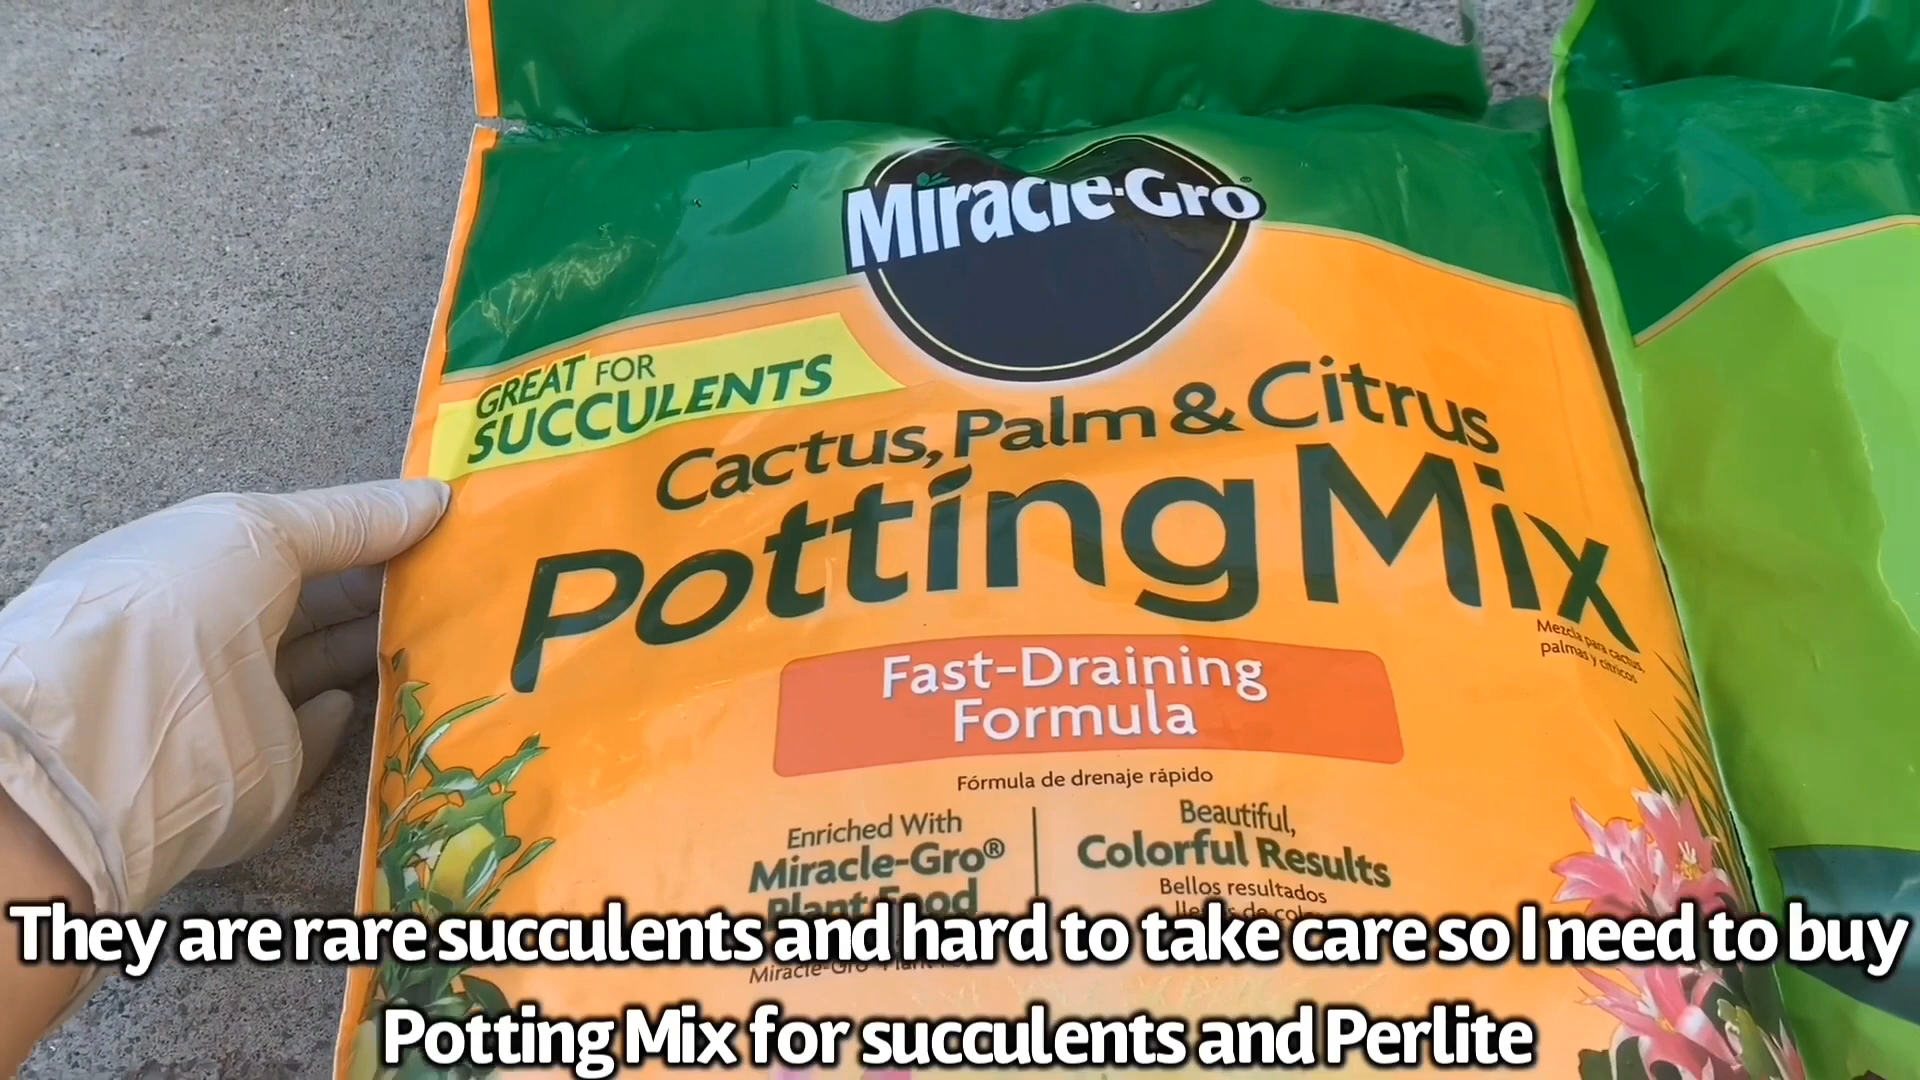 Miracle-Gro
GREAT FOR
SUCCULENTS
Cactus, Palm & Citrus
Potting Mix
Mezcla para cactus,
palmas y cítricos
Fast-Draining
Formula
Fórmula de drenaje rápido
Enriched With
Miracle-Gro®
Plant Food
Beautiful,
Colorful Results
Bellos resultados
They are rare succulents and hard to take care so I need to buy
Potting Mix for succulents and Perlite